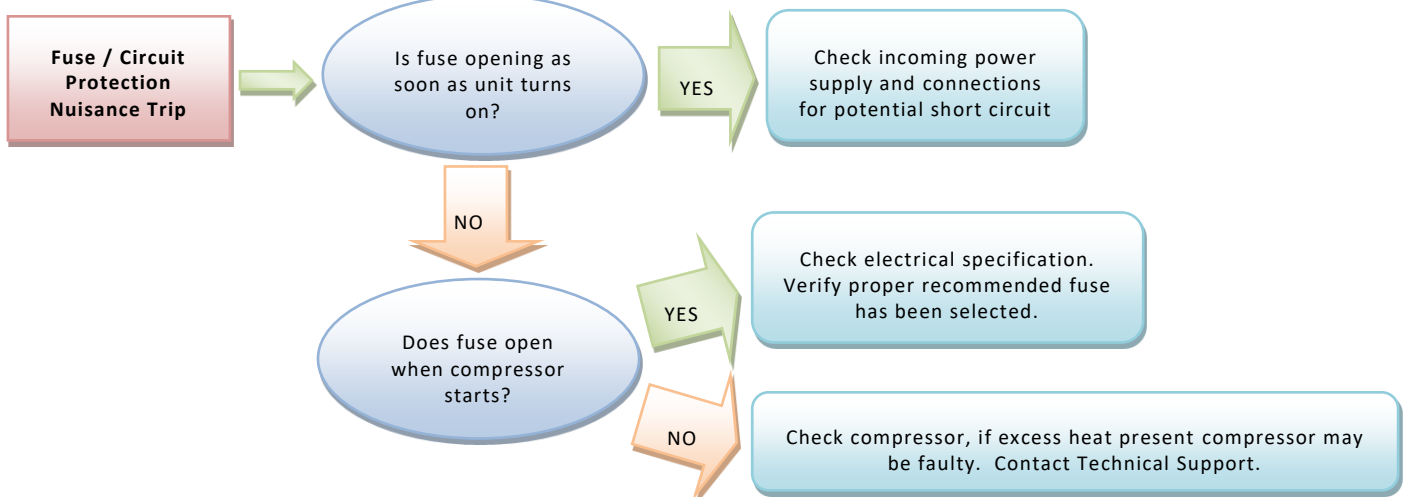 Fuse / Circuit
Protection
Nuisance Trip
Is fuse opening as
soon as unit turns
on?
YES
Check incoming power
supply and connections
for potential short circuit
NO
Does fuse open
when compressor
starts?
YES
Check electrical specification.
Verify proper recommended fuse
has been selected.
NO
Check compressor, if excess heat present compressor may
be faulty.  Contact Technical Support.